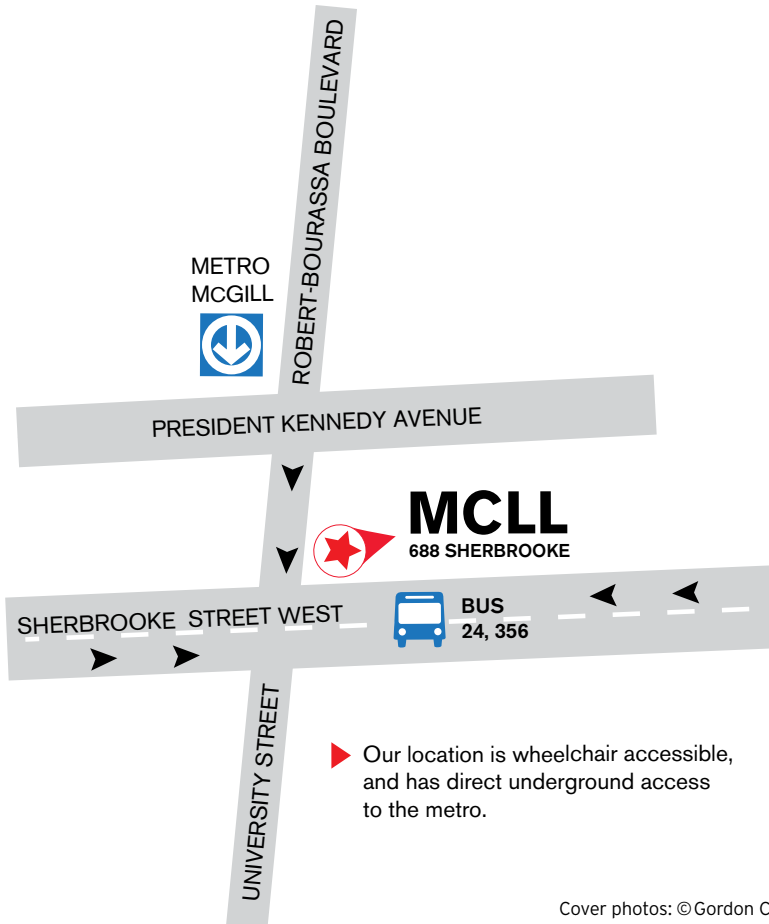 ROBERT-BOURASSA BOULEVARD
METRO
MCGILL
PRESIDENT KENNEDY AVENUE
MCLL
688 SHERBROOKE
SHERBROOKE STREET WEST
BUS
24, 356
UNIVERSITY STREET
Our location is wheelchair accessible,
and has direct underground access
to the metro.
Cover photos: ©Gordon